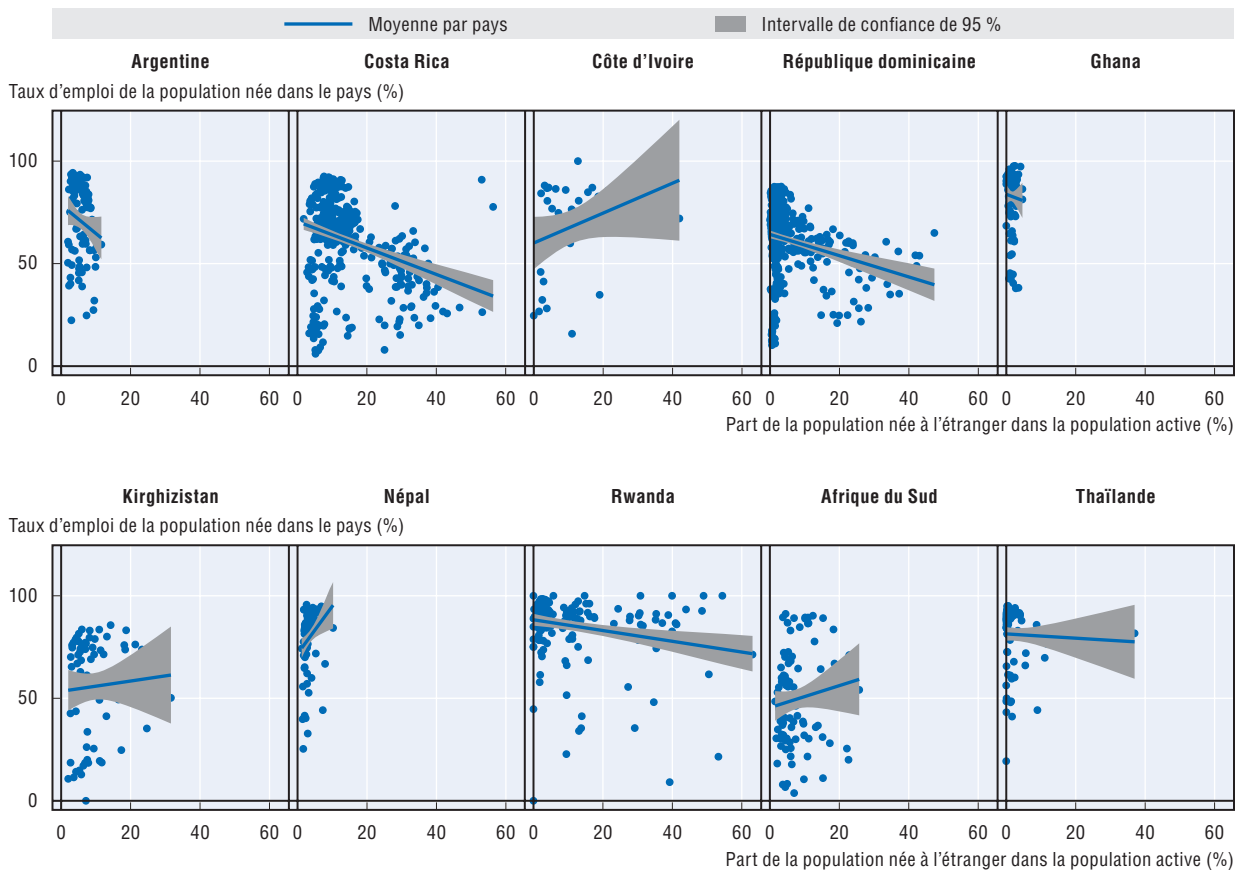 Moyenne par pays Intervalle de confiance de 95 %
Argentine Costa Rica Côte d'Ivoire République dominicaine Ghana
Taux d'emploi de la population née dans le pays (%)
100
50
0
0 20 40 60 0 20 40 60 0 20 40 60 0 20 40 60 0 20 40 60
Part de la population née à l'étranger dans la population active (%)
Kirghizistan Népal Rwanda Afrique du Sud Thaïlande
Taux d'emploi de la population née dans le pays (%)
100
50
0
0 20 40 60 0 20 40 60 0 20 40 60 0 20 40 60 0 20 40 60
Part de la population née à l'étranger dans la population active (%)